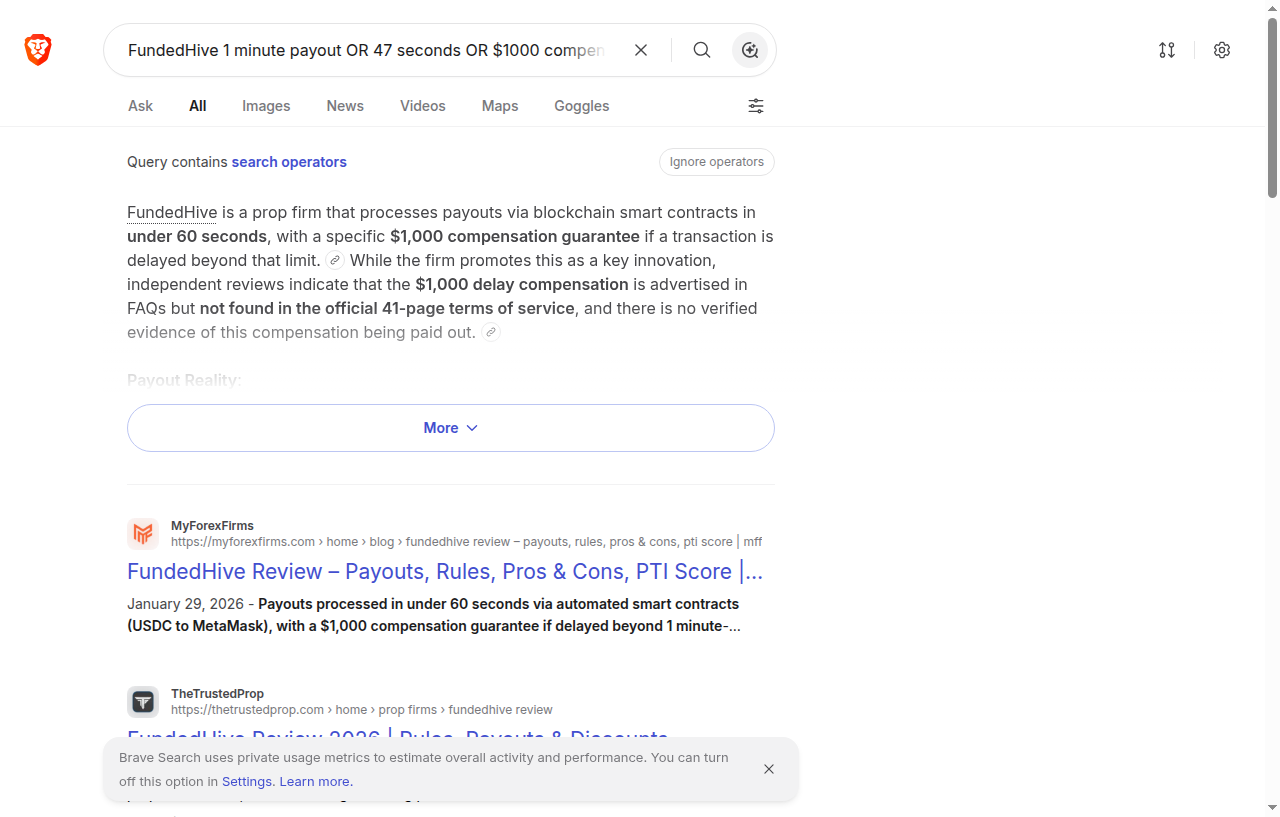 FundedHive 1 minute payout OR 47 seconds OR $1000 compen
Ask All Images News Videos Maps Goggles
Query contains search operators
Ignore operators
FundedHive is a prop firm that processes payouts via blockchain smart contracts in
under 60 seconds, with a specific $1,000 compensation guarantee if a transaction is
delayed beyond that limit. While the firm promotes this as a key innovation,
independent reviews indicate that the $1,000 delay compensation is advertised in
FAQs but not found in the official 41-page terms of service, and there is no verified
evidence of this compensation being paid out.
Payout Reality:
More
MyForexFirms
https://myforexfirms.com › home › blog › fundedhive review – payouts, rules, pros & cons, pti score | mff
FundedHive Review – Payouts, Rules, Pros & Cons, PTI Score |...
January 29, 2026 - Payouts processed in under 60 seconds via automated smart contracts
(USDC to MetaMask), with a $1,000 compensation guarantee if delayed beyond 1 minute-...
TheTrustedProp
https://thetrustedprop.com › home › prop firms › fundedhive review
FundedHive Review 2026 | Rules, Payouts & Discounts
Brave Search uses private usage metrics to estimate overall activity and performance. You can turn
off this option in Settings. Learn more.